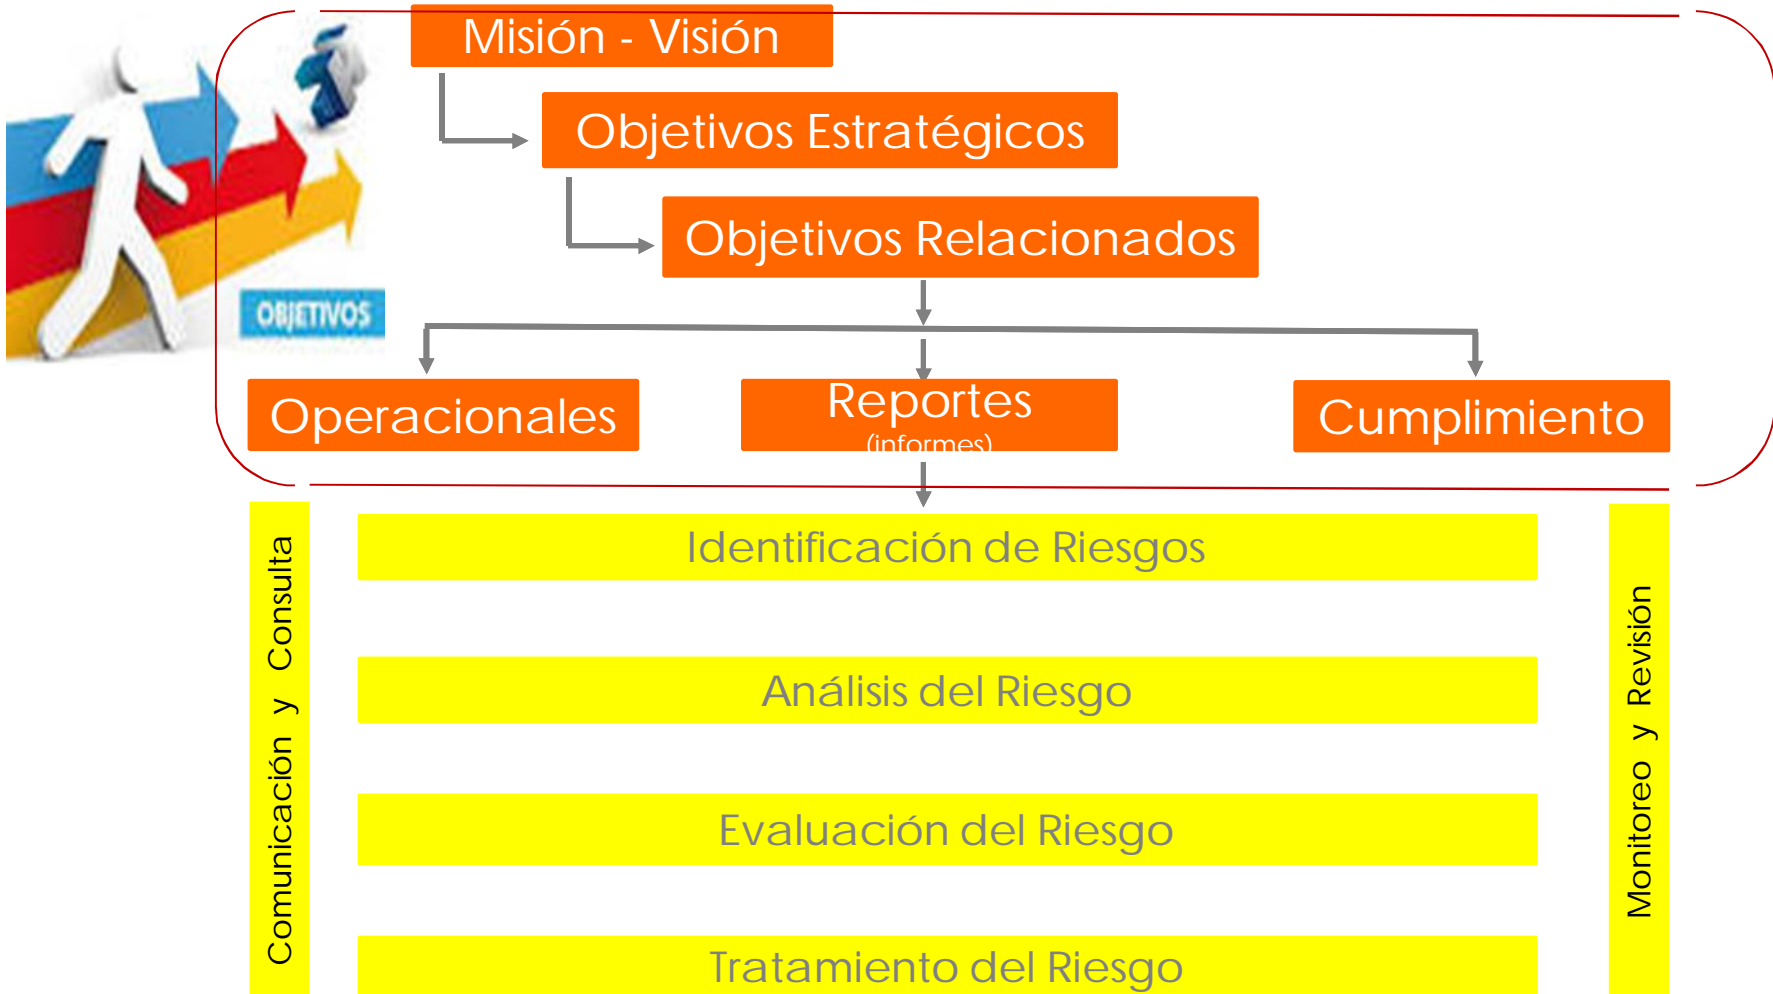 Misión - Visión
Objetivos Estratégicos
Objetivos Relacionados
OBJETIVOS
Operacionales
Reportes
(informes)
Cumplimiento
Comunicación y Consulta
Identificación de Riesgos
Análisis del Riesgo
Evaluación del Riesgo
Tratamiento del Riesgo
Monitoreo y Revisión